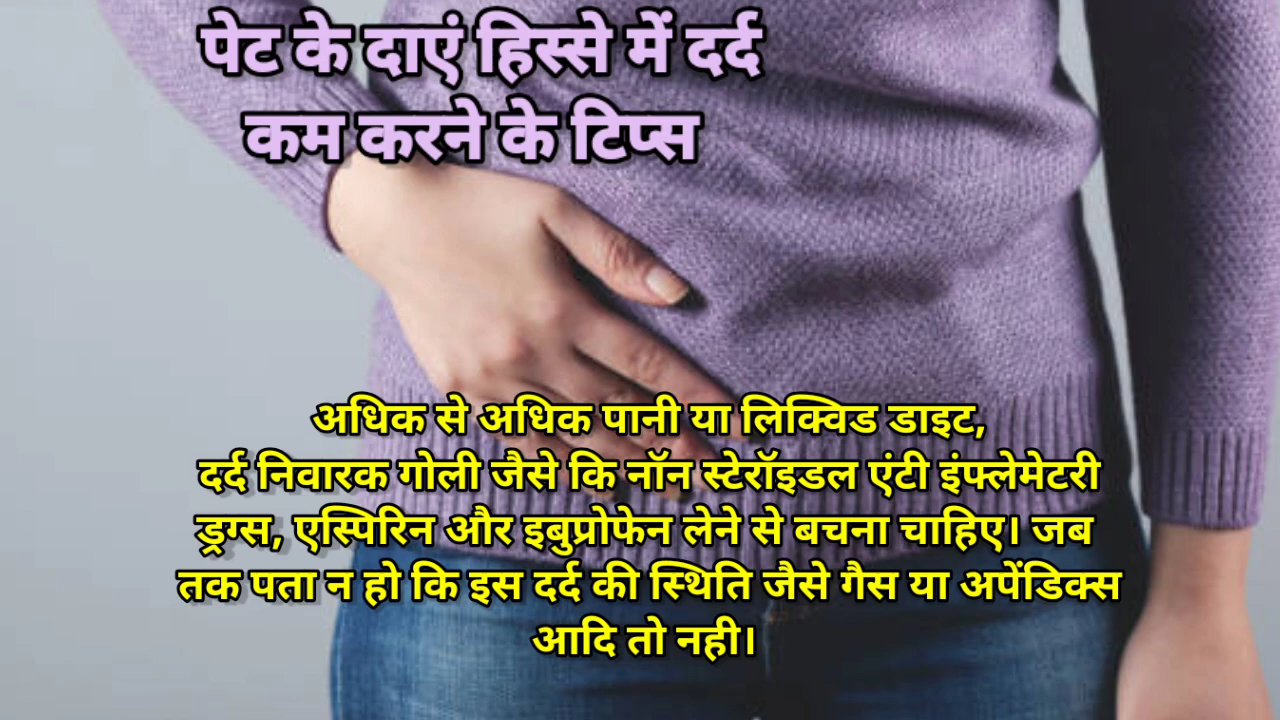 पेट के दाएं हिस्से में दर्द
कम करने के टिप्स
अधिक से अधिक पानी या लिक्विड डाइट,
दर्द निवारक गोली जैसे कि नॉन स्टेरॉइडल एंटी इंफ्लेमेटरी
ड्रग्स, एस्पिरिन और इबुप्रोफेन लेने से बचना चाहिए। जब
तक पता न हो कि इस दर्द की स्थिति जैसे गैस या अपेंडिक्स
आदि तो नही।